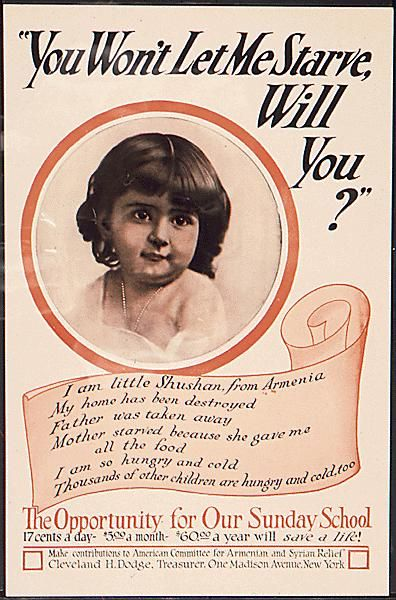 "You Won't Let Me Starve,
Will
You
?"
I am little Shushan, from Armenia
My home has been destroyed
Father was taken away
Mother starved because she gave me
all the food
I am so hungry and cold
Thousands of other children are hungry and cold, too
The Opportunity for Our Sunday School
17 cents a day - $5.00 a month - $60.00 a year will save a life!
Make contributions to American Committee for Armenian and Syrian Relief
Cleveland H. Dodge, Treasurer, One Madison Avenue, New York